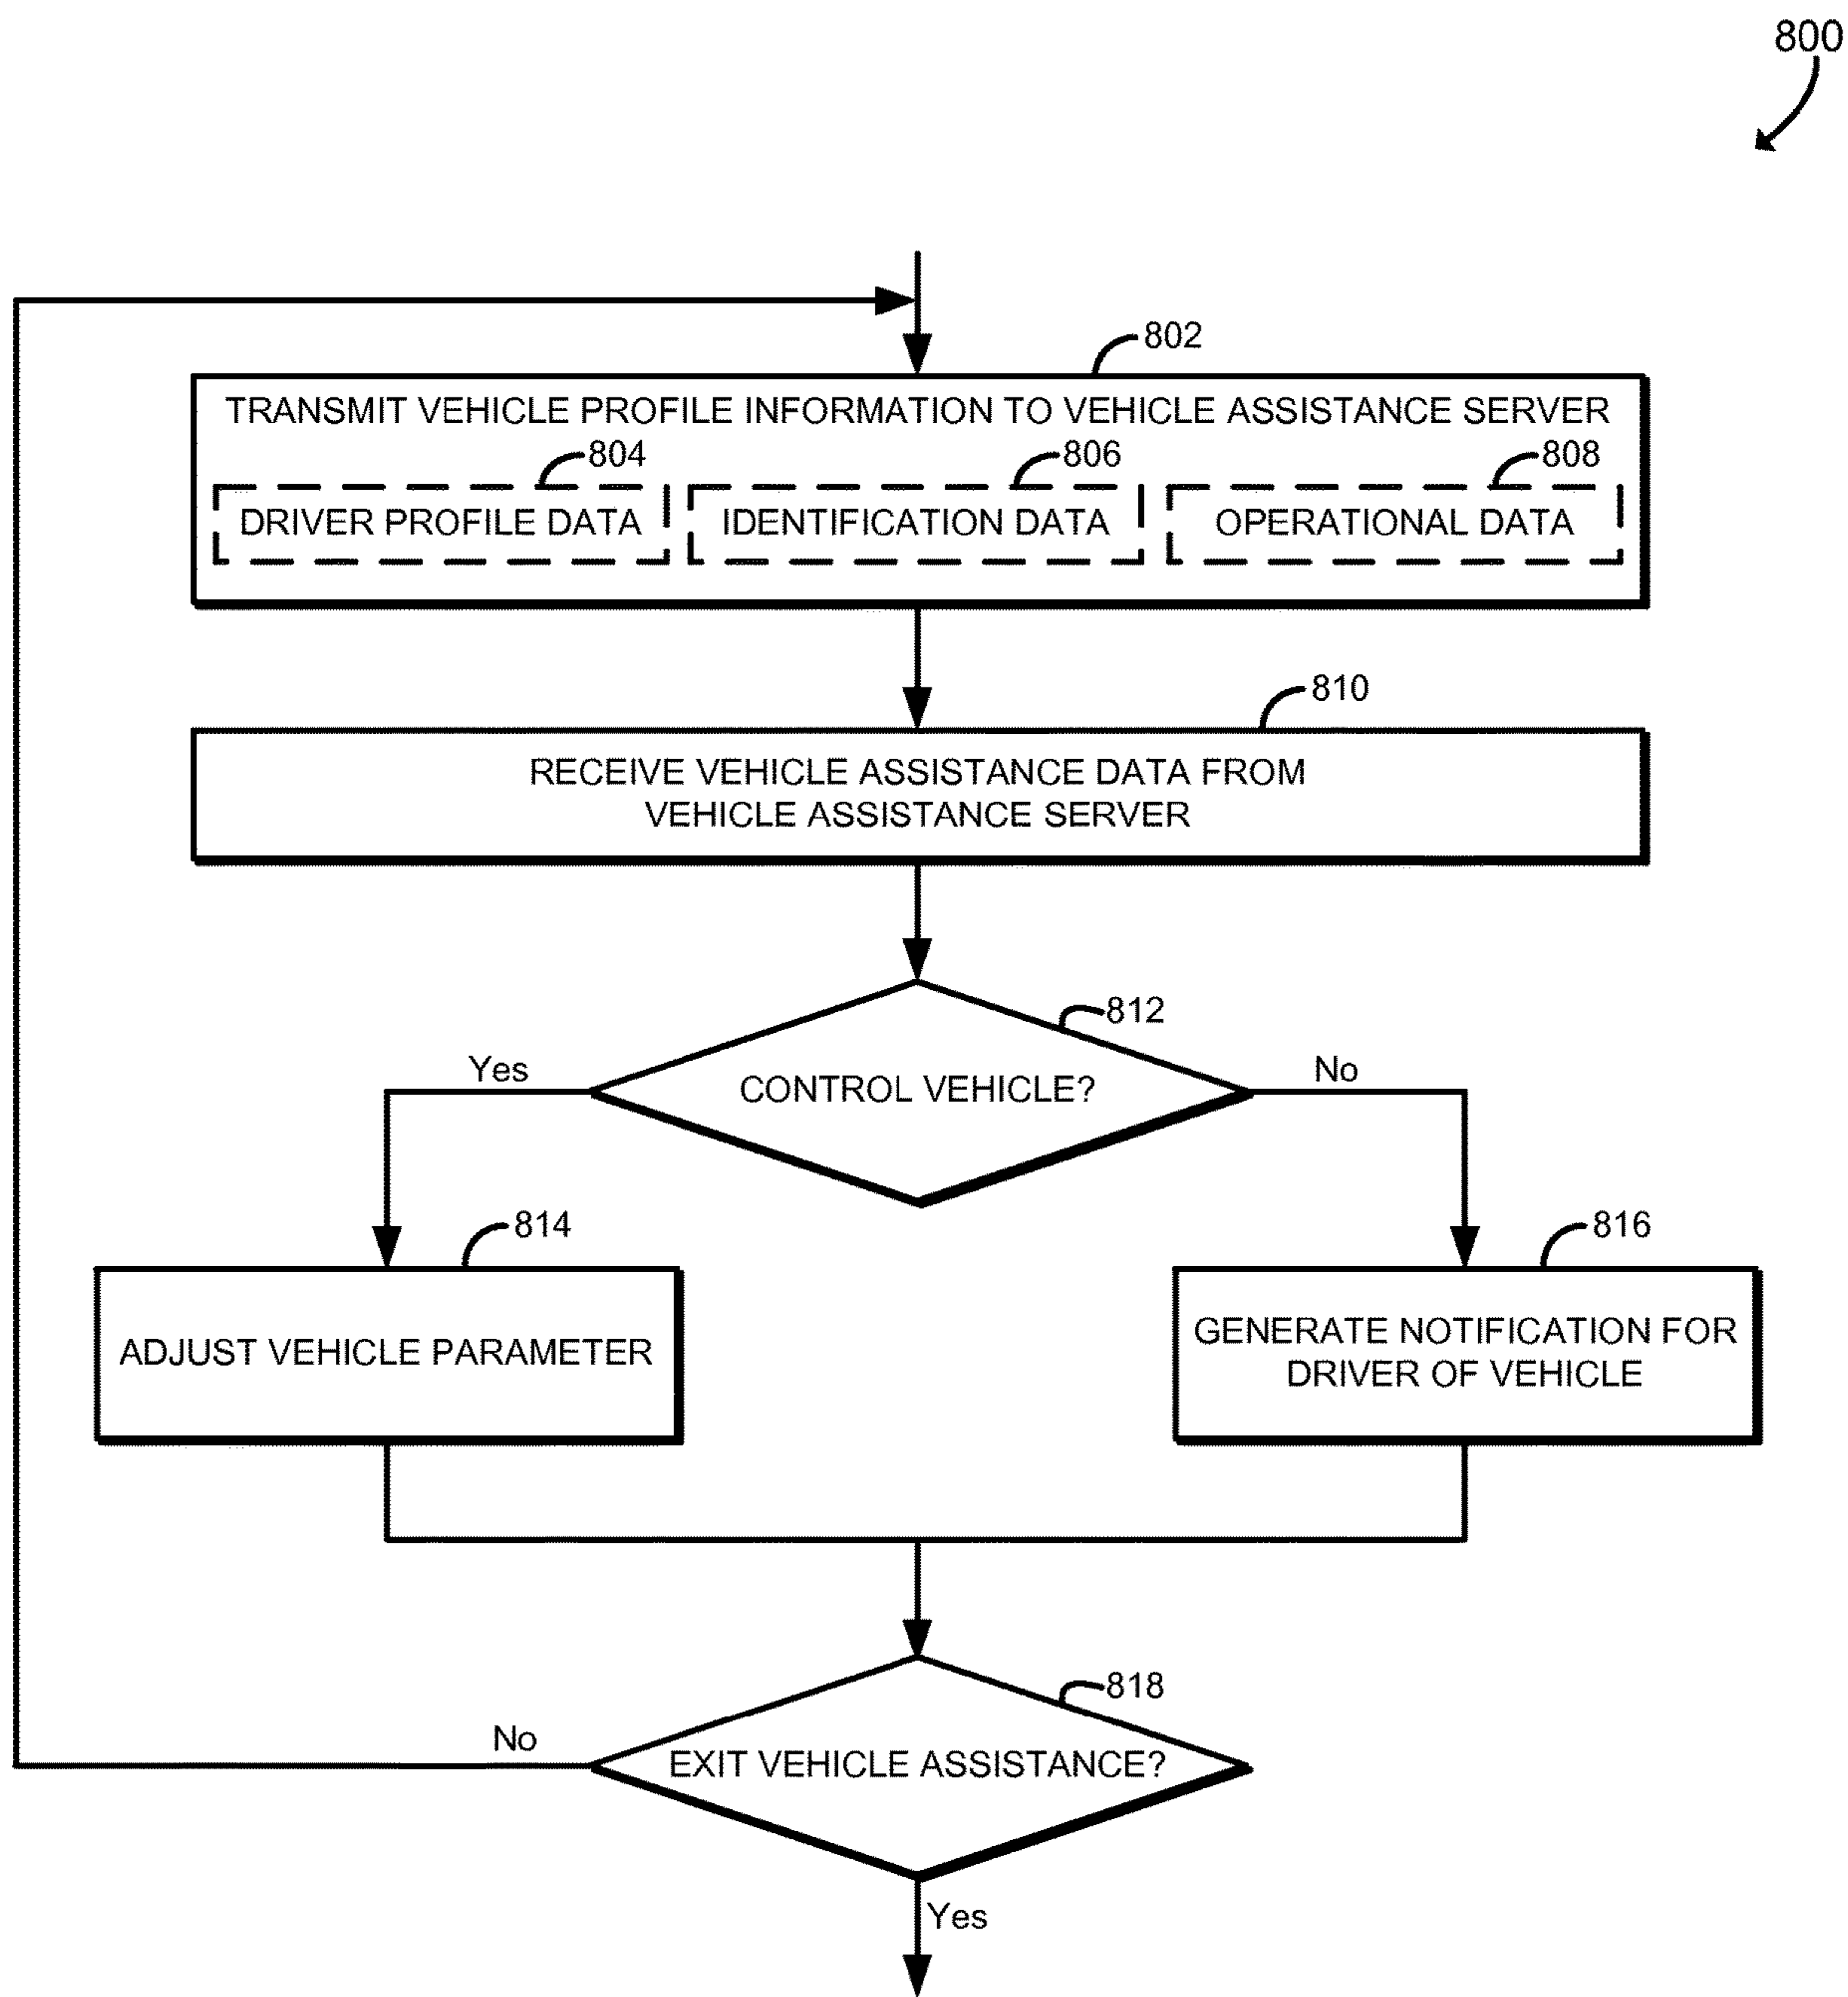 800
802
TRANSMIT VEHICLE PROFILE INFORMATION TO VEHICLE ASSISTANCE SERVER
804
806
808
DRIVER PROFILE DATA
IDENTIFICATION DATA
OPERATIONAL DATA
810
RECEIVE VEHICLE ASSISTANCE DATA FROM
VEHICLE ASSISTANCE SERVER
812
Yes
CONTROL VEHICLE?
No
814
816
ADJUST VEHICLE PARAMETER
GENERATE NOTIFICATION FOR
DRIVER OF VEHICLE
818
No
EXIT VEHICLE ASSISTANCE?
Yes